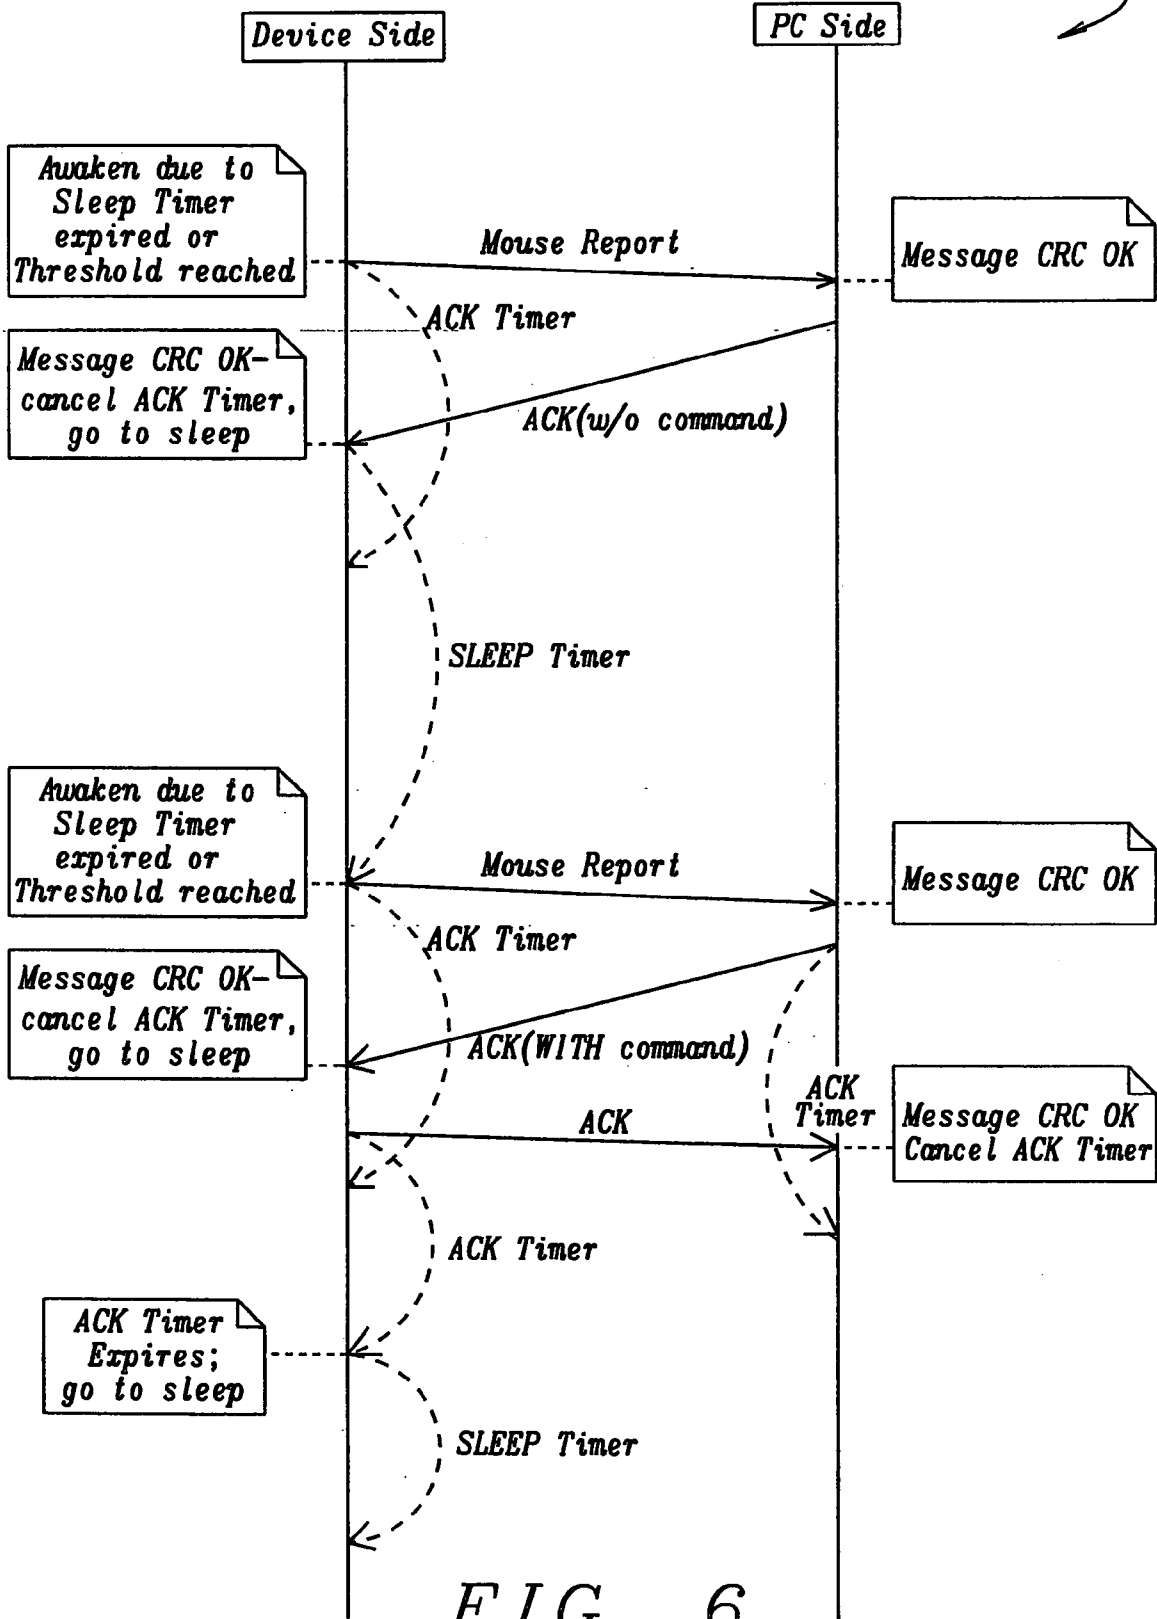 Device Side
PC Side
Awaken due to
Sleep Timer
expired or
Threshold reached
Mouse Report
Message CRC OK
ACK Timer
Message CRC OK-
cancel ACK Timer,
go to sleep
ACK(w/o command)
SLEEP Timer
Awaken due to
Sleep Timer
expired or
Threshold reached
Mouse Report
Message CRC OK
ACK Timer
Message CRC OK-
cancel ACK Timer,
go to sleep
ACK(WITH command)
ACK
Timer
ACK
Message CRC OK
Cancel ACK Timer
ACK Timer
ACK Timer
Expires;
go to sleep
SLEEP Timer
FIG. 6